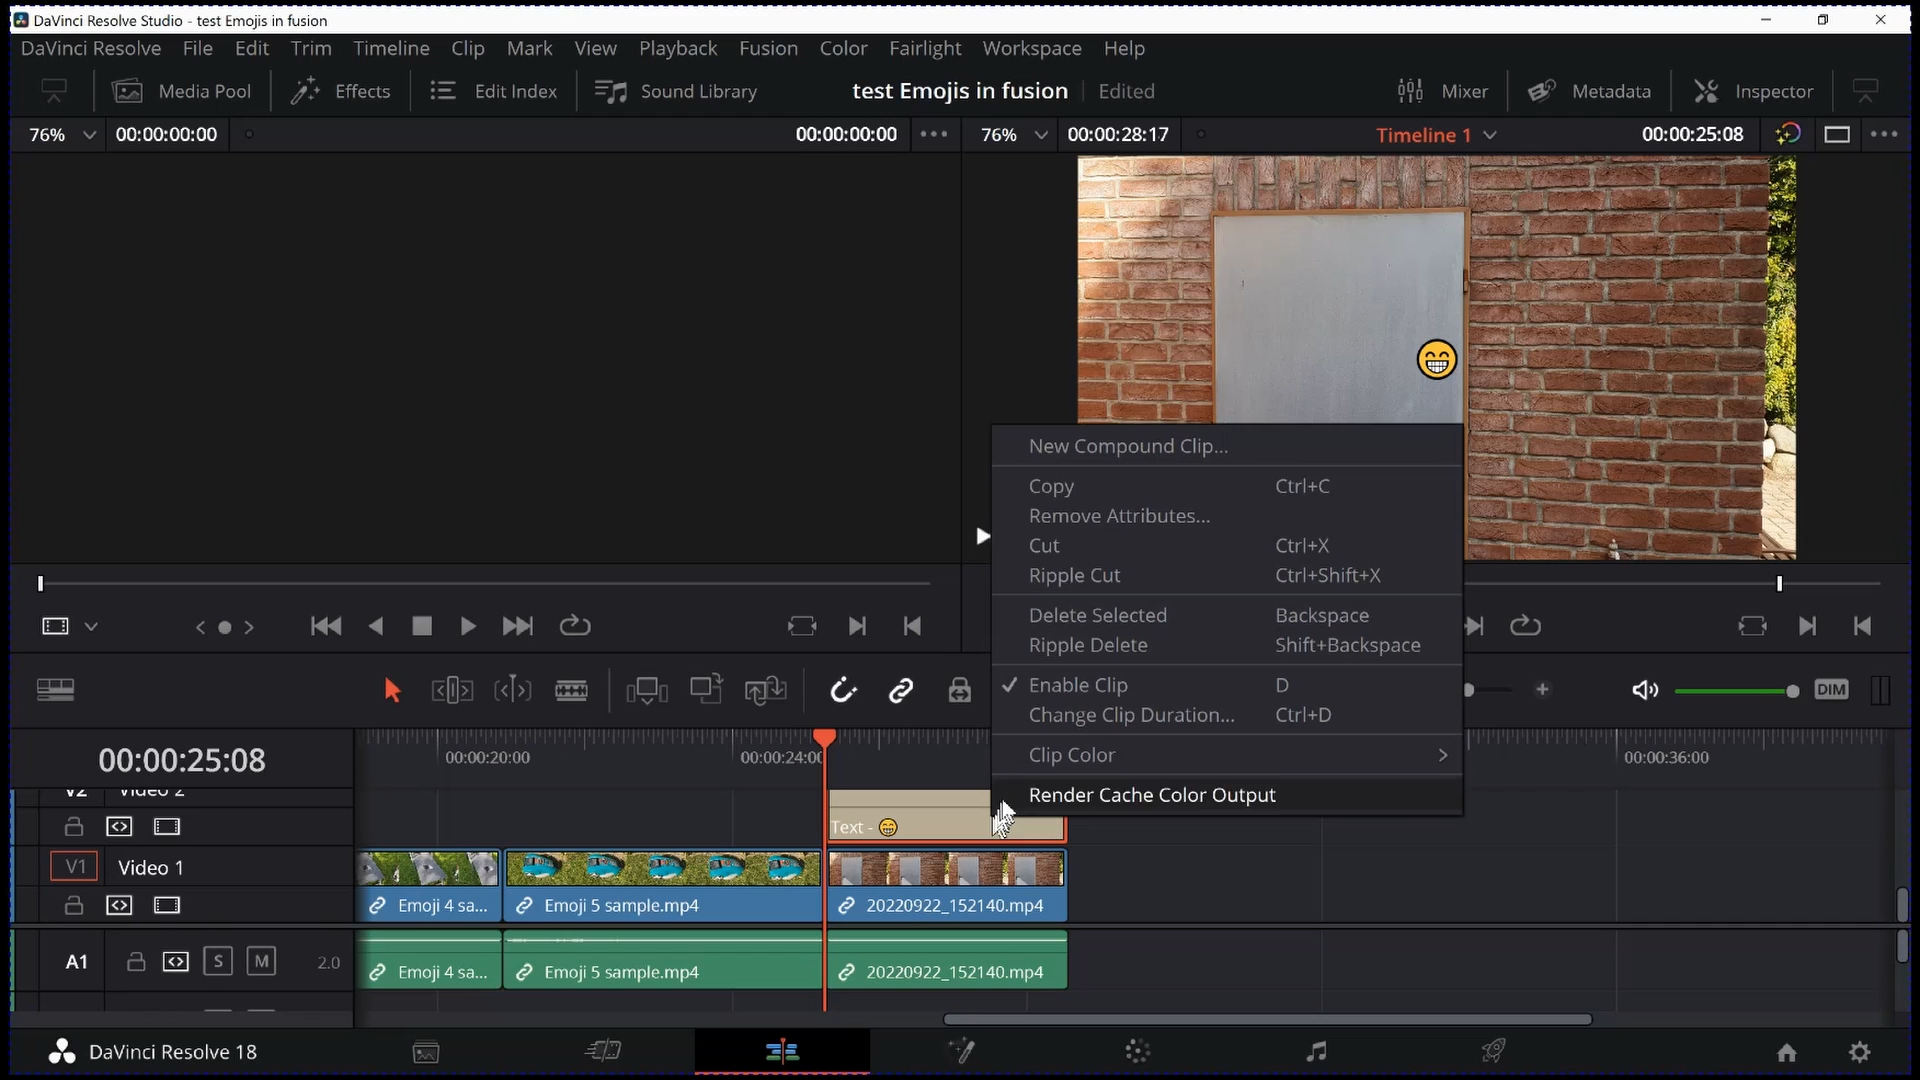 DaVinci Resolve Studio - test Emojis in fusion
DaVinci Resolve File Edit Trim Timeline Clip Mark View Playback Fusion Color Fairlight Workspace Help
Media Pool Effects Edit Index Sound Library test Emojis in fusion Edited Mixer Metadata Inspector
76% 00:00:00:00 00:00:00:00 76% 00:00:28:17 Timeline 1 00:00:25:08
New Compound Clip...
Copy Ctrl+C
Remove Attributes...
Cut Ctrl+X
Ripple Cut Ctrl+Shift+X
Delete Selected Backspace
Ripple Delete Shift+Backspace
Enable Clip D
Change Clip Duration... Ctrl+D
Clip Color
Render Cache Color Output
DIM
00:00:25:08
00:00:20:00 00:00:24:00 00:00:36:00
V2 Video 2
Text - 😁
V1 Video 1
Emoji 4 sa... Emoji 5 sample.mp4 20220922_152140.mp4
A1 S M 2.0
Emoji 4 sa... Emoji 5 sample.mp4 20220922_152140.mp4
DaVinci Resolve 18